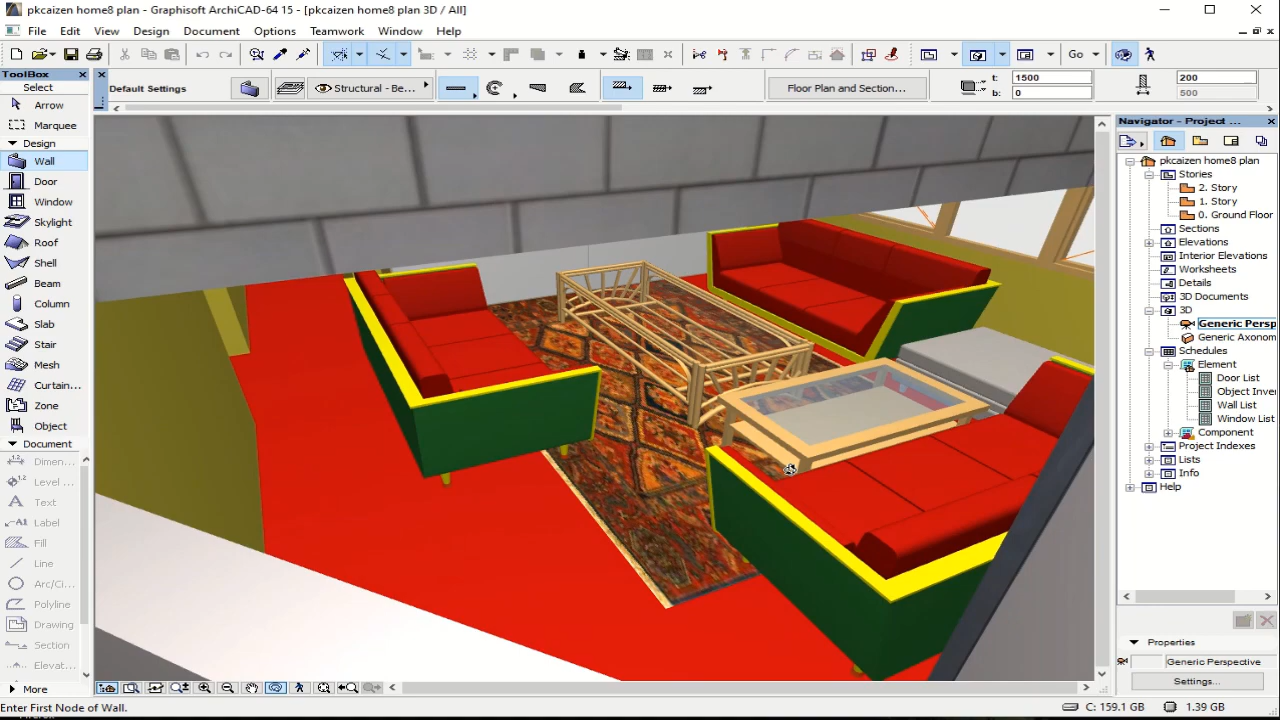 pkcaizen home8 plan - Graphisoft ArchiCAD-64 15 - [pkcaizen home8 plan 3D / All]
File Edit View Design Document Options Teamwork Window Help
Go
ToolBox
Select
Arrow
Marquee
Design
Wall
Door
Window
Skylight
Roof
Shell
Beam
Column
Slab
Stair
Mesh
Curtain...
Zone
Object
Document
Dimen...
Level ...
Text
Label
Fill
Line
Arc/Ci...
Polyline
Drawing
Section
Elevat...
More
Default Settings
Structural - Be...
Floor Plan and Section...
t: 1500
b: 0
200
500
Navigator - Project ...
pkcaizen home8 plan
Stories
2. Story
1. Story
0. Ground Floor
Sections
Elevations
Interior Elevations
Worksheets
Details
3D Documents
3D
Generic Persp
Generic Axonom
Schedules
Element
Door List
Object Inver
Wall List
Window List
Component
Project Indexes
Lists
Info
Help
Properties
Generic Perspective
Settings...
Enter First Node of Wall.
C: 159.1 GB
1.39 GB